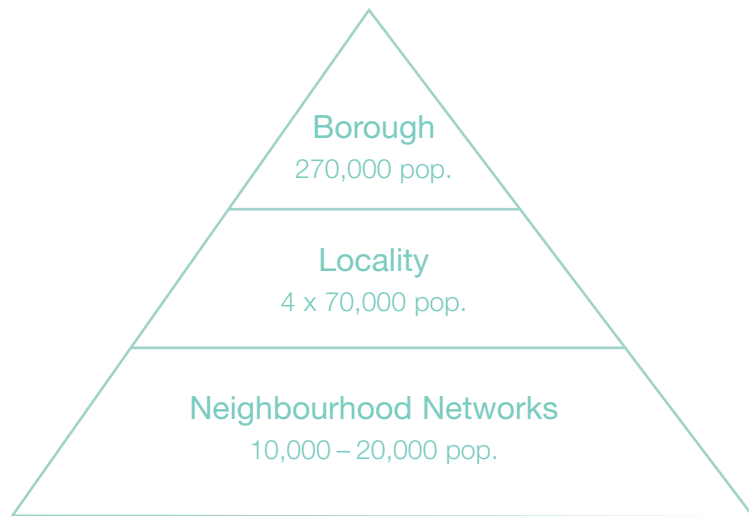 Borough
270,000 pop.
Locality
4 x 70,000 pop.
Neighbourhood Networks
10,000 – 20,000 pop.